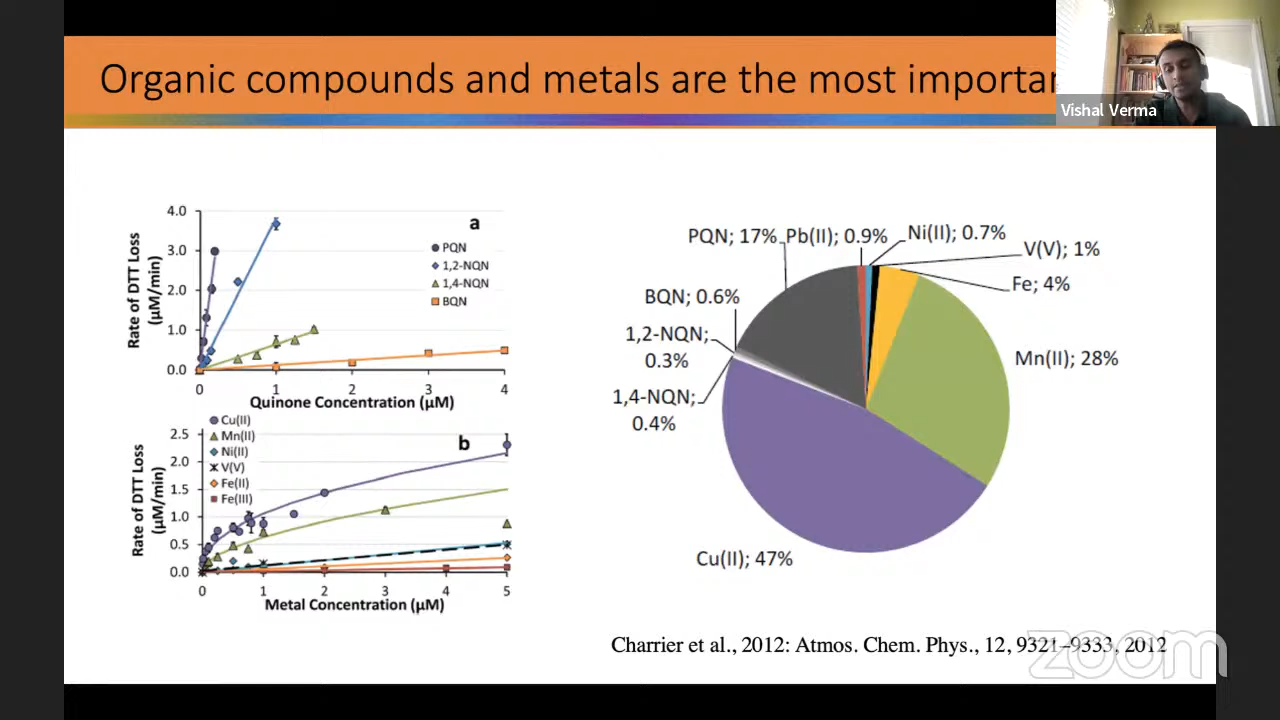 Organic compounds and metals are the most importa
Vishal Verma
4.0
3.0
2.0
1.0
0.0
Rate of DTT Loss
(µM/min)
a
PQN
1,2-NQN
1,4-NQN
BQN
0 1 2 3 4
Quinone Concentration (µM)
Cu(II)
Mn(II)
Ni(II)
V(V)
Fe(II)
Fe(III)
b
2.5
2.0
1.5
1.0
0.5
0.0
Rate of DTT Loss
(µM/min)
0 1 2 3 4 5
Metal Concentration (µM)
PQN; 17%
Pb(II); 0.9%
Ni(II); 0.7%
V(V); 1%
Fe; 4%
BQN; 0.6%
1,2-NQN;
0.3%
1,4-NQN;
0.4%
Mn(II); 28%
Cu(II); 47%
Charrier et al., 2012: Atmos. Chem. Phys., 12, 9321–9333, 2012
zoom